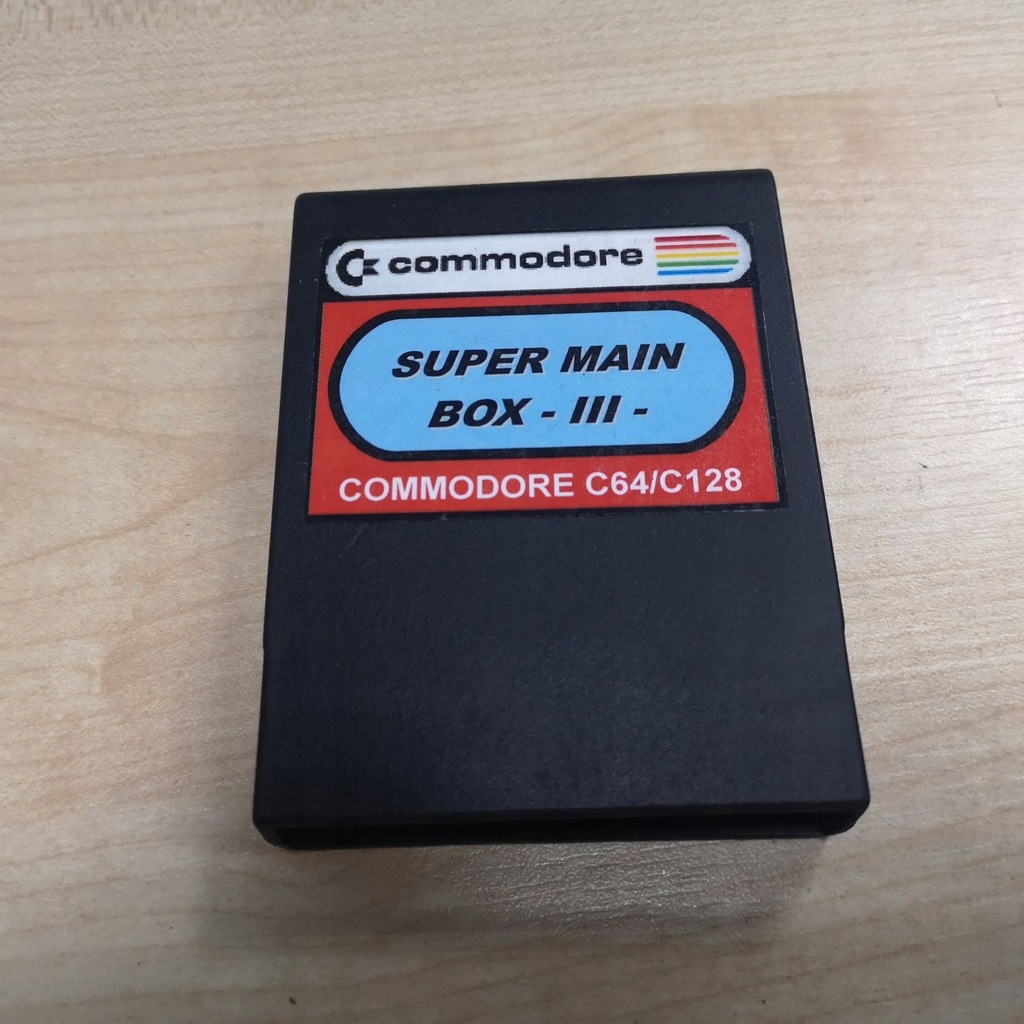 commodore
SUPER MAIN
BOX - III -
COMMODORE C64/C128